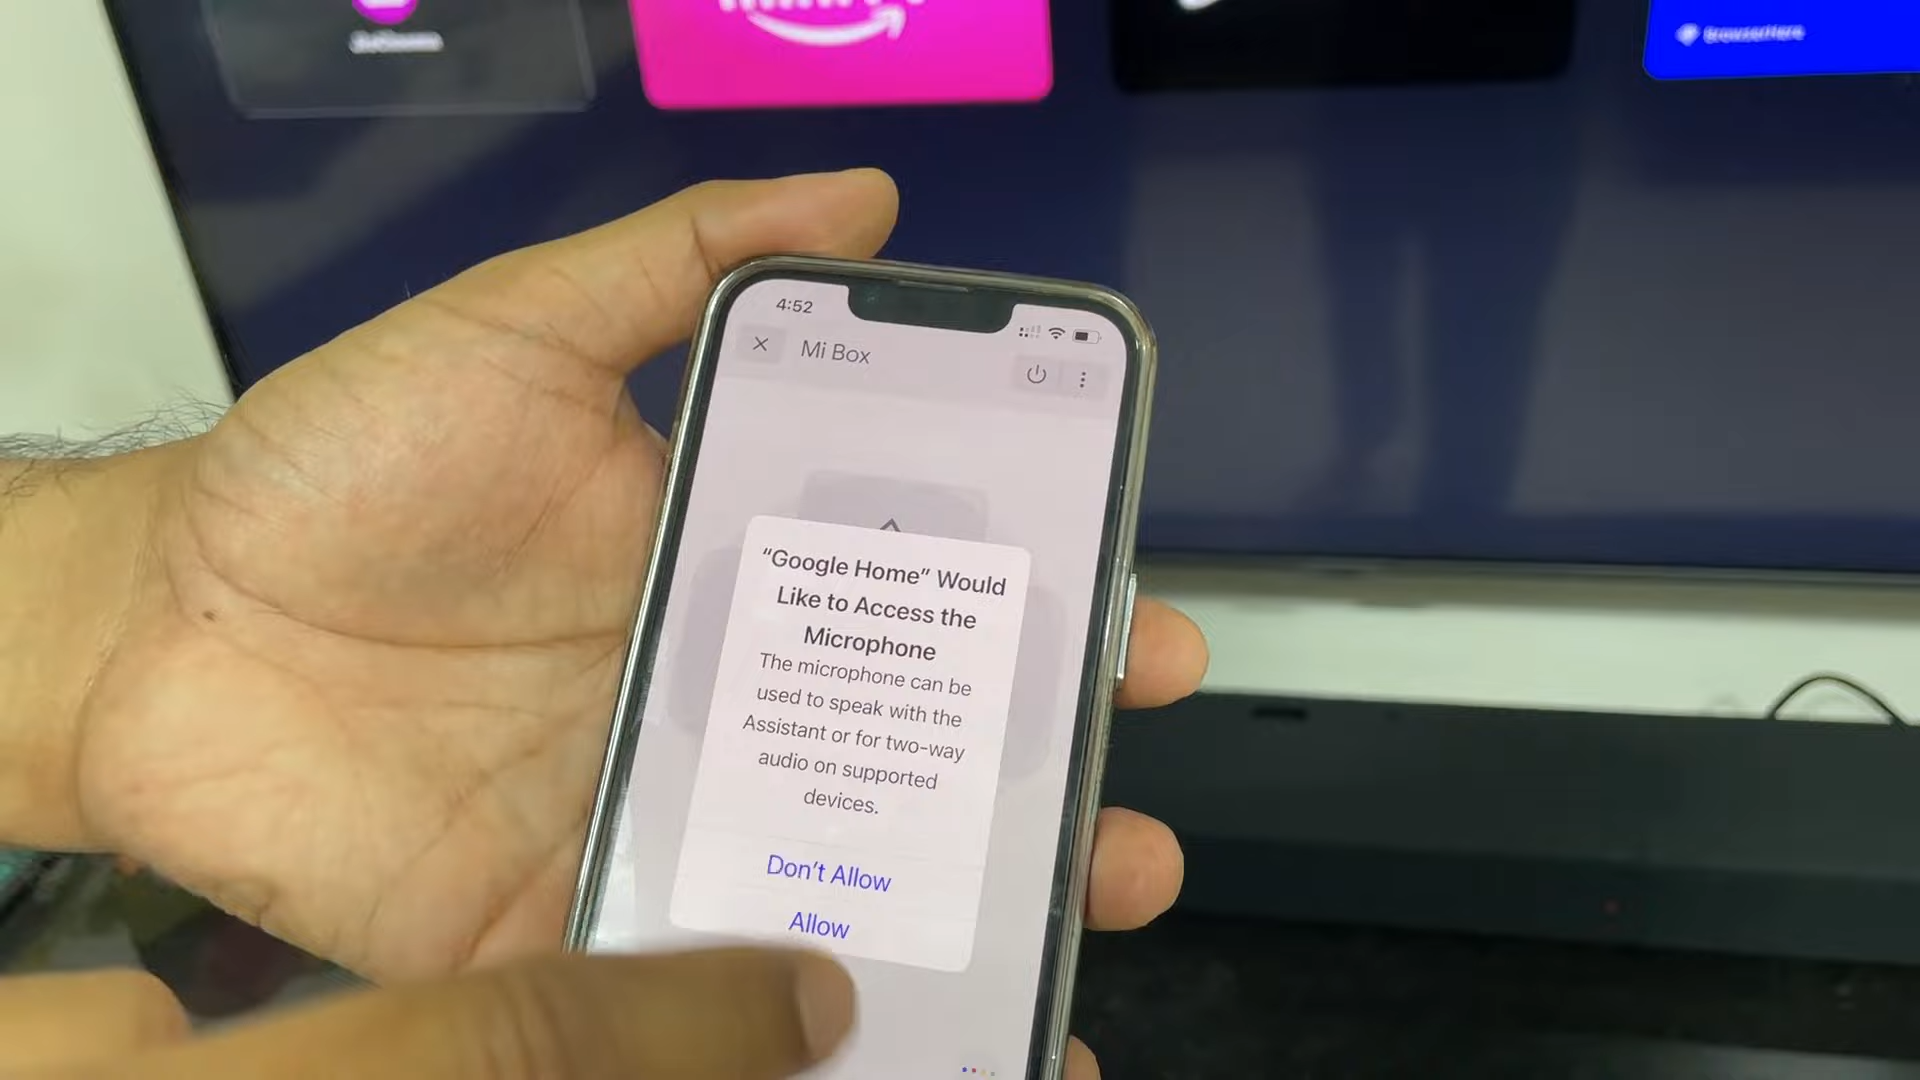 BrowserHere
4:52
Mi Box
“Google Home” Would
Like to Access the
Microphone
The microphone can be
used to speak with the
Assistant or for two-way
audio on supported
devices.
Don’t Allow
Allow